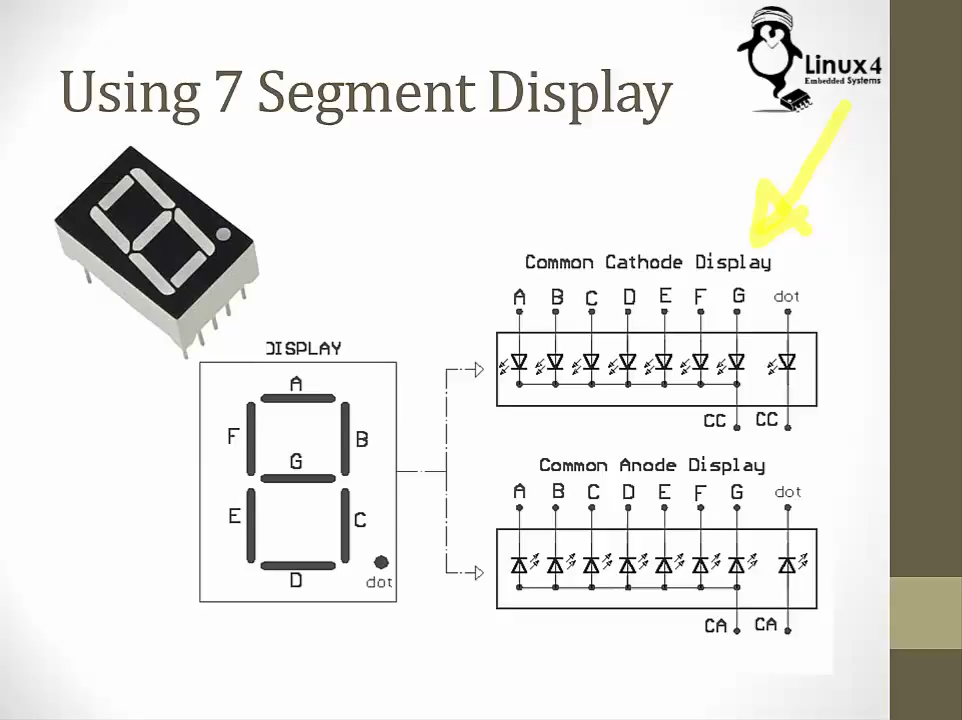 Linux4
Embedded Systems
Using 7 Segment Display
Common Cathode Display
A B C D E F G dot
CC CC
DISPLAY
A
F B
G
E C
D
dot
Common Anode Display
A B C D E F G dot
CA CA